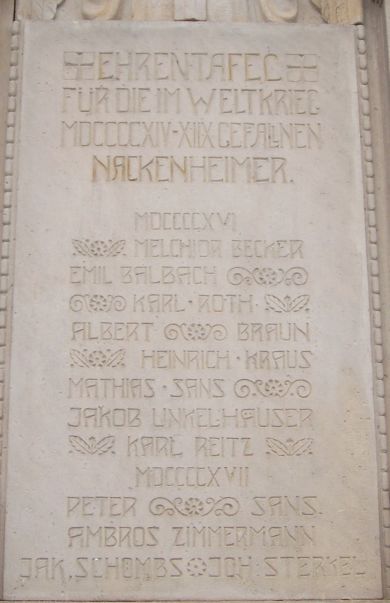 EHRENTAFEL
FÜR DIE IM WELTKRIEG
MDCCCCXIV-XIIX GEFALLNEN
NACKENHEIMER.
MDCCCCXVI
MELCHIOR BECKER
EMIL BALBACH
KARL · ROTH ·
ALBERT BRAUN
HEINRICH · KRAUS
MATHIAS · SANS
JAKOB UNKELHÄUSER
KARL REITZ
MDCCCCXVII
PETER SANS.
AMBROS ZIMMERMANN
JAK, SCHOMBS JOH: STERKEL